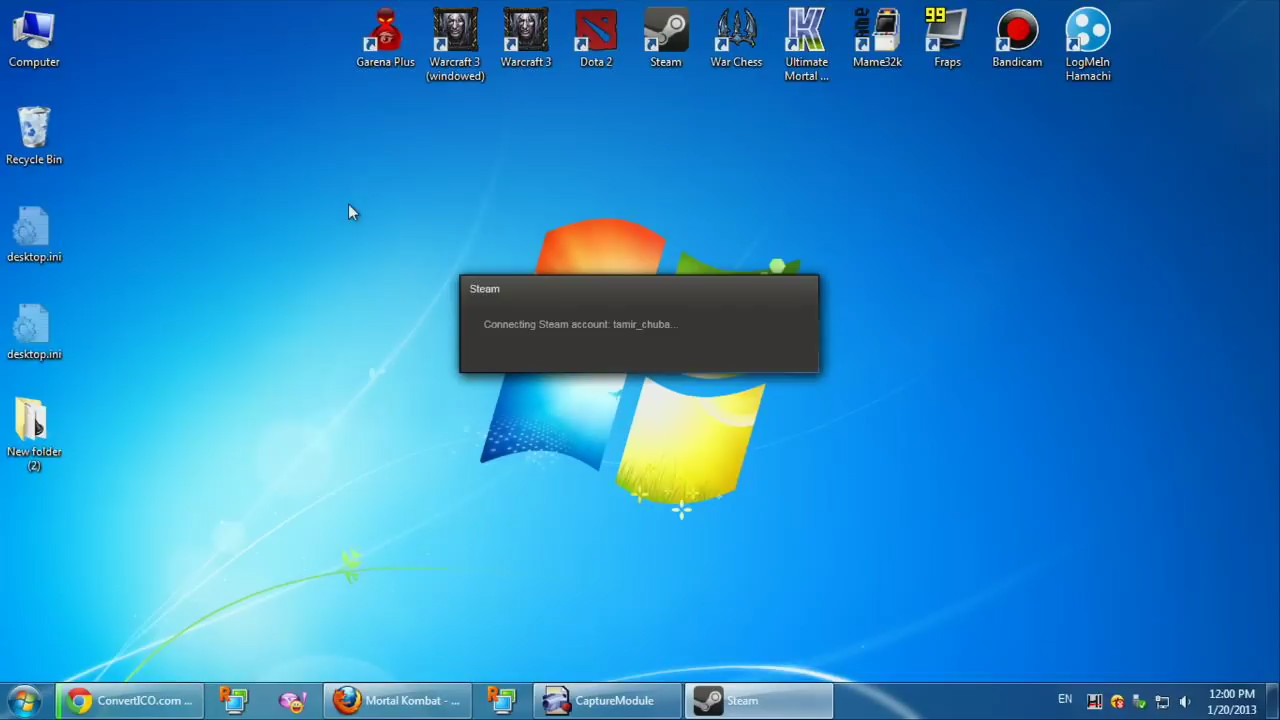 Computer
Recycle Bin
desktop.ini
desktop.ini
New folder
(2)
Garena Plus
Warcraft 3
(windowed)
Warcraft 3
Dota 2
Steam
War Chess
Ultimate
Mortal ...
Mame32k
99
Fraps
Bandicam
LogMeIn
Hamachi
Steam
Connecting Steam account: tamir_chuba...
ConvertICO.com ...
Mortal Kombat - ...
CaptureModule
Steam
EN
12:00 PM
1/20/2013